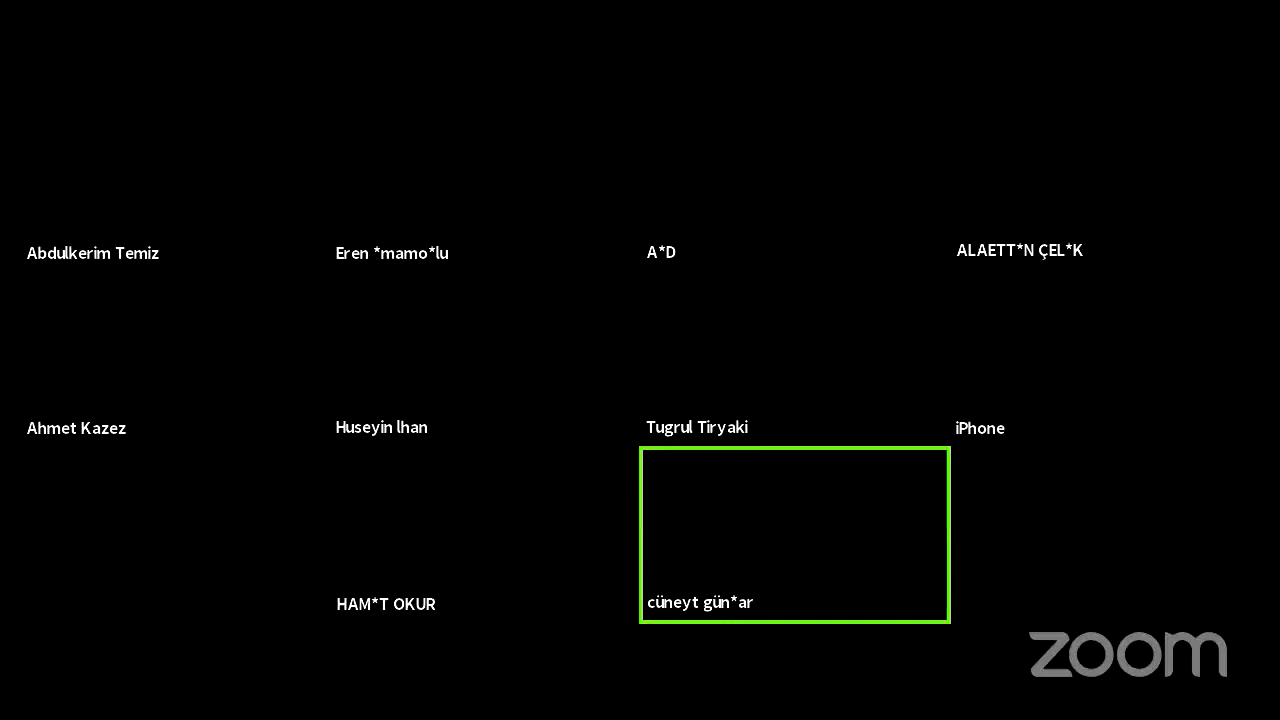 Abdulkerim Temiz
Eren *mamo*lu
A*D
ALAETT*N ÇEL*K
Ahmet Kazez
Huseyin lhan
Tugrul Tiryaki
iPhone
HAM*T OKUR
cüneyt gün*ar
zoom